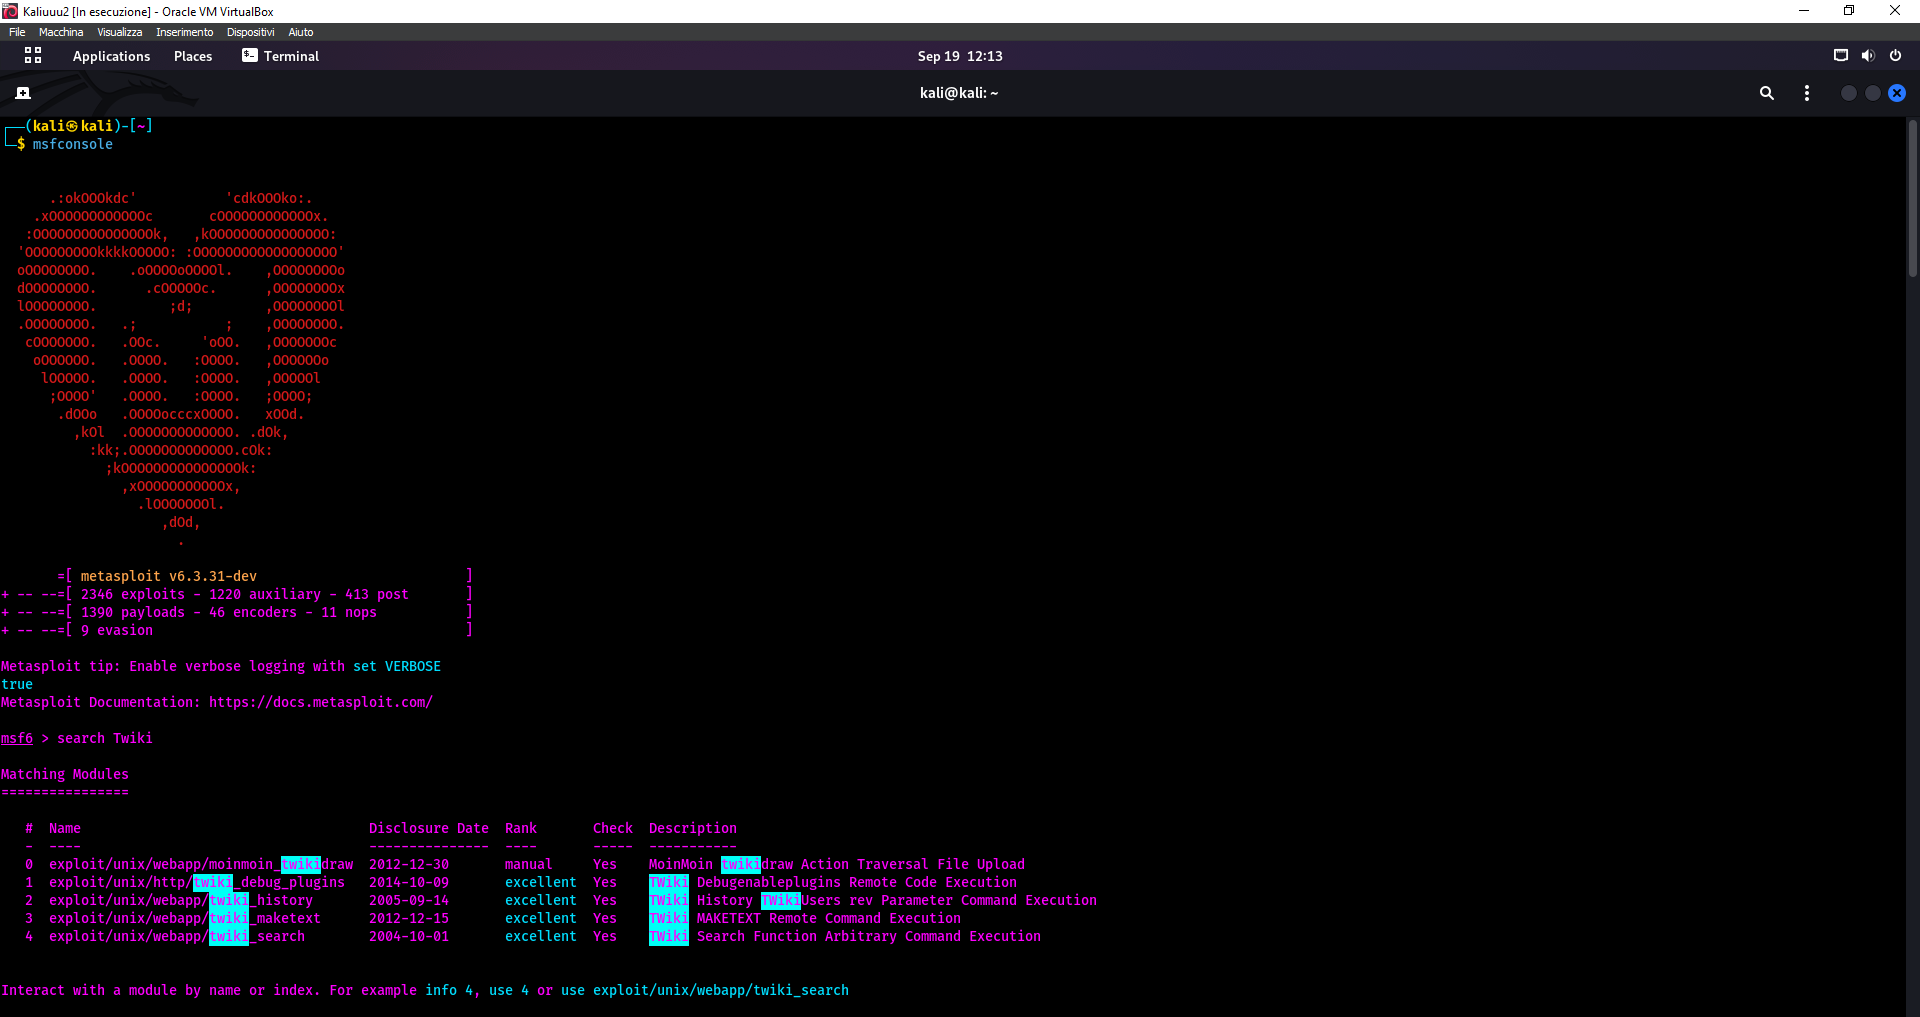 Kaliuuu2 [In esecuzione] - Oracle VM VirtualBox
File Macchina Visualizza Inserimento Dispositivi Aiuto
Applications Places Terminal Sep 19 12:13
kali@kali: ~
┌──(kali㉿kali)-[~]
└─$ msfconsole
      .:okOOOkdc'           'cdkOOOko:.
    .xOOOOOOOOOOOOc       cOOOOOOOOOOOOx.
   :OOOOOOOOOOOOOOOk,   ,kOOOOOOOOOOOOOOO:
  'OOOOOOOOOkkkkOOOOO: :OOOOOOOOOOOOOOOOOO'
  oOOOOOOOO.    .oOOOOoOOOOl.    ,OOOOOOOOo
  dOOOOOOOO.      .cOOOOOc.      ,OOOOOOOOx
  lOOOOOOOO.         ;d;         ,OOOOOOOOl
  .OOOOOOOO.   .;           ;    ,OOOOOOOO.
   cOOOOOOO.   .OOc.     'oOO.   ,OOOOOOOc
    oOOOOOO.   .OOOO.   :OOOO.   ,OOOOOOo
     lOOOOO.   .OOOO.   :OOOO.   ,OOOOOl
      ;OOOO'   .OOOO.   :OOOO.   ;OOOO;
       .dOOo   .OOOOocccxOOOO.   xOOd.
         ,kOl  .OOOOOOOOOOOOO. .dOk,
           :kk;.OOOOOOOOOOOOO.cOk:
             ;kOOOOOOOOOOOOOOOk:
               ,xOOOOOOOOOOOx,
                 .lOOOOOOOl.
                    ,dOd,
                      .
       =[ metasploit v6.3.31-dev                          ]
+ -- --=[ 2346 exploits - 1220 auxiliary - 413 post       ]
+ -- --=[ 1390 payloads - 46 encoders - 11 nops           ]
+ -- --=[ 9 evasion                                       ]
Metasploit tip: Enable verbose logging with set VERBOSE
true
Metasploit Documentation: https://docs.metasploit.com/
msf6 > search Twiki
Matching Modules
================
   #  Name                                    Disclosure Date  Rank       Check  Description
   -  ----                                    ---------------  ----       -----  -----------
   0  exploit/unix/webapp/moinmoin_twikidraw  2012-12-30       manual     Yes    MoinMoin twikidraw Action Traversal File Upload
   1  exploit/unix/http/twiki_debug_plugins   2014-10-09       excellent  Yes    TWiki Debugenableplugins Remote Code Execution
   2  exploit/unix/webapp/twiki_history       2005-09-14       excellent  Yes    TWiki History TWikiUsers rev Parameter Command Execution
   3  exploit/unix/webapp/twiki_maketext      2012-12-15       excellent  Yes    TWiki MAKETEXT Remote Command Execution
   4  exploit/unix/webapp/twiki_search        2004-10-01       excellent  Yes    TWiki Search Function Arbitrary Command Execution
Interact with a module by name or index. For example info 4, use 4 or use exploit/unix/webapp/twiki_search